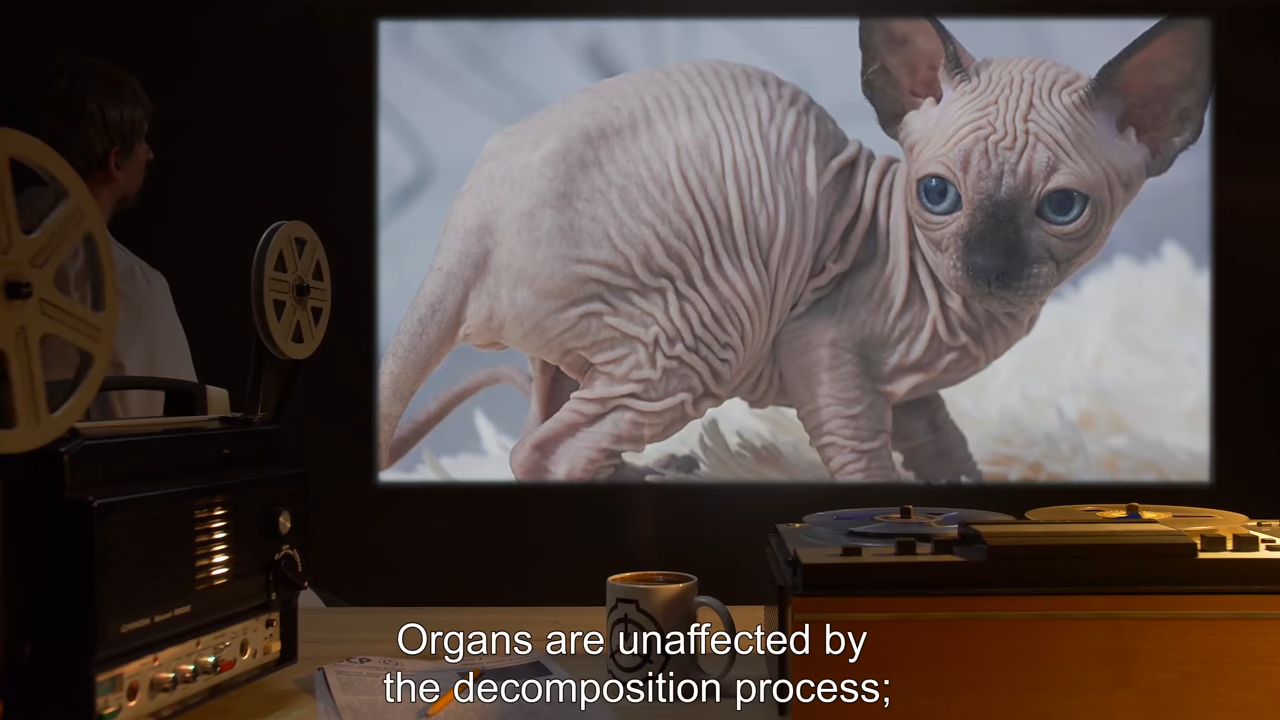 Organs are unaffected by
the decomposition process;